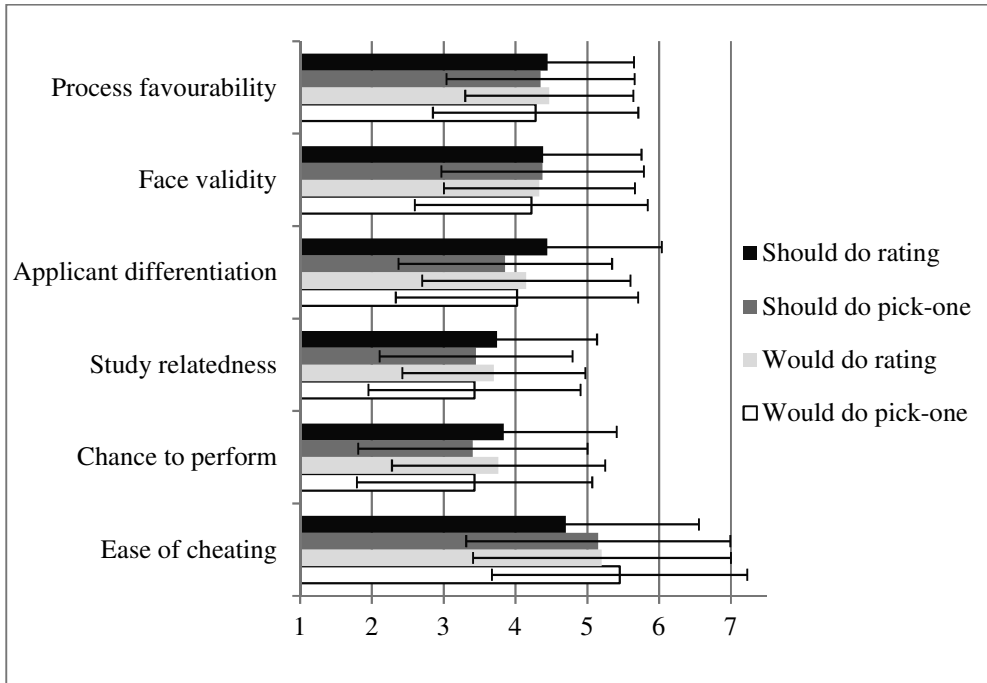 Process favourability
Face validity
Applicant differentiation
Study relatedness
Chance to perform
Ease of cheating
1 2 3 4 5 6 7
Should do rating
Should do pick-one
Would do rating
Would do pick-one